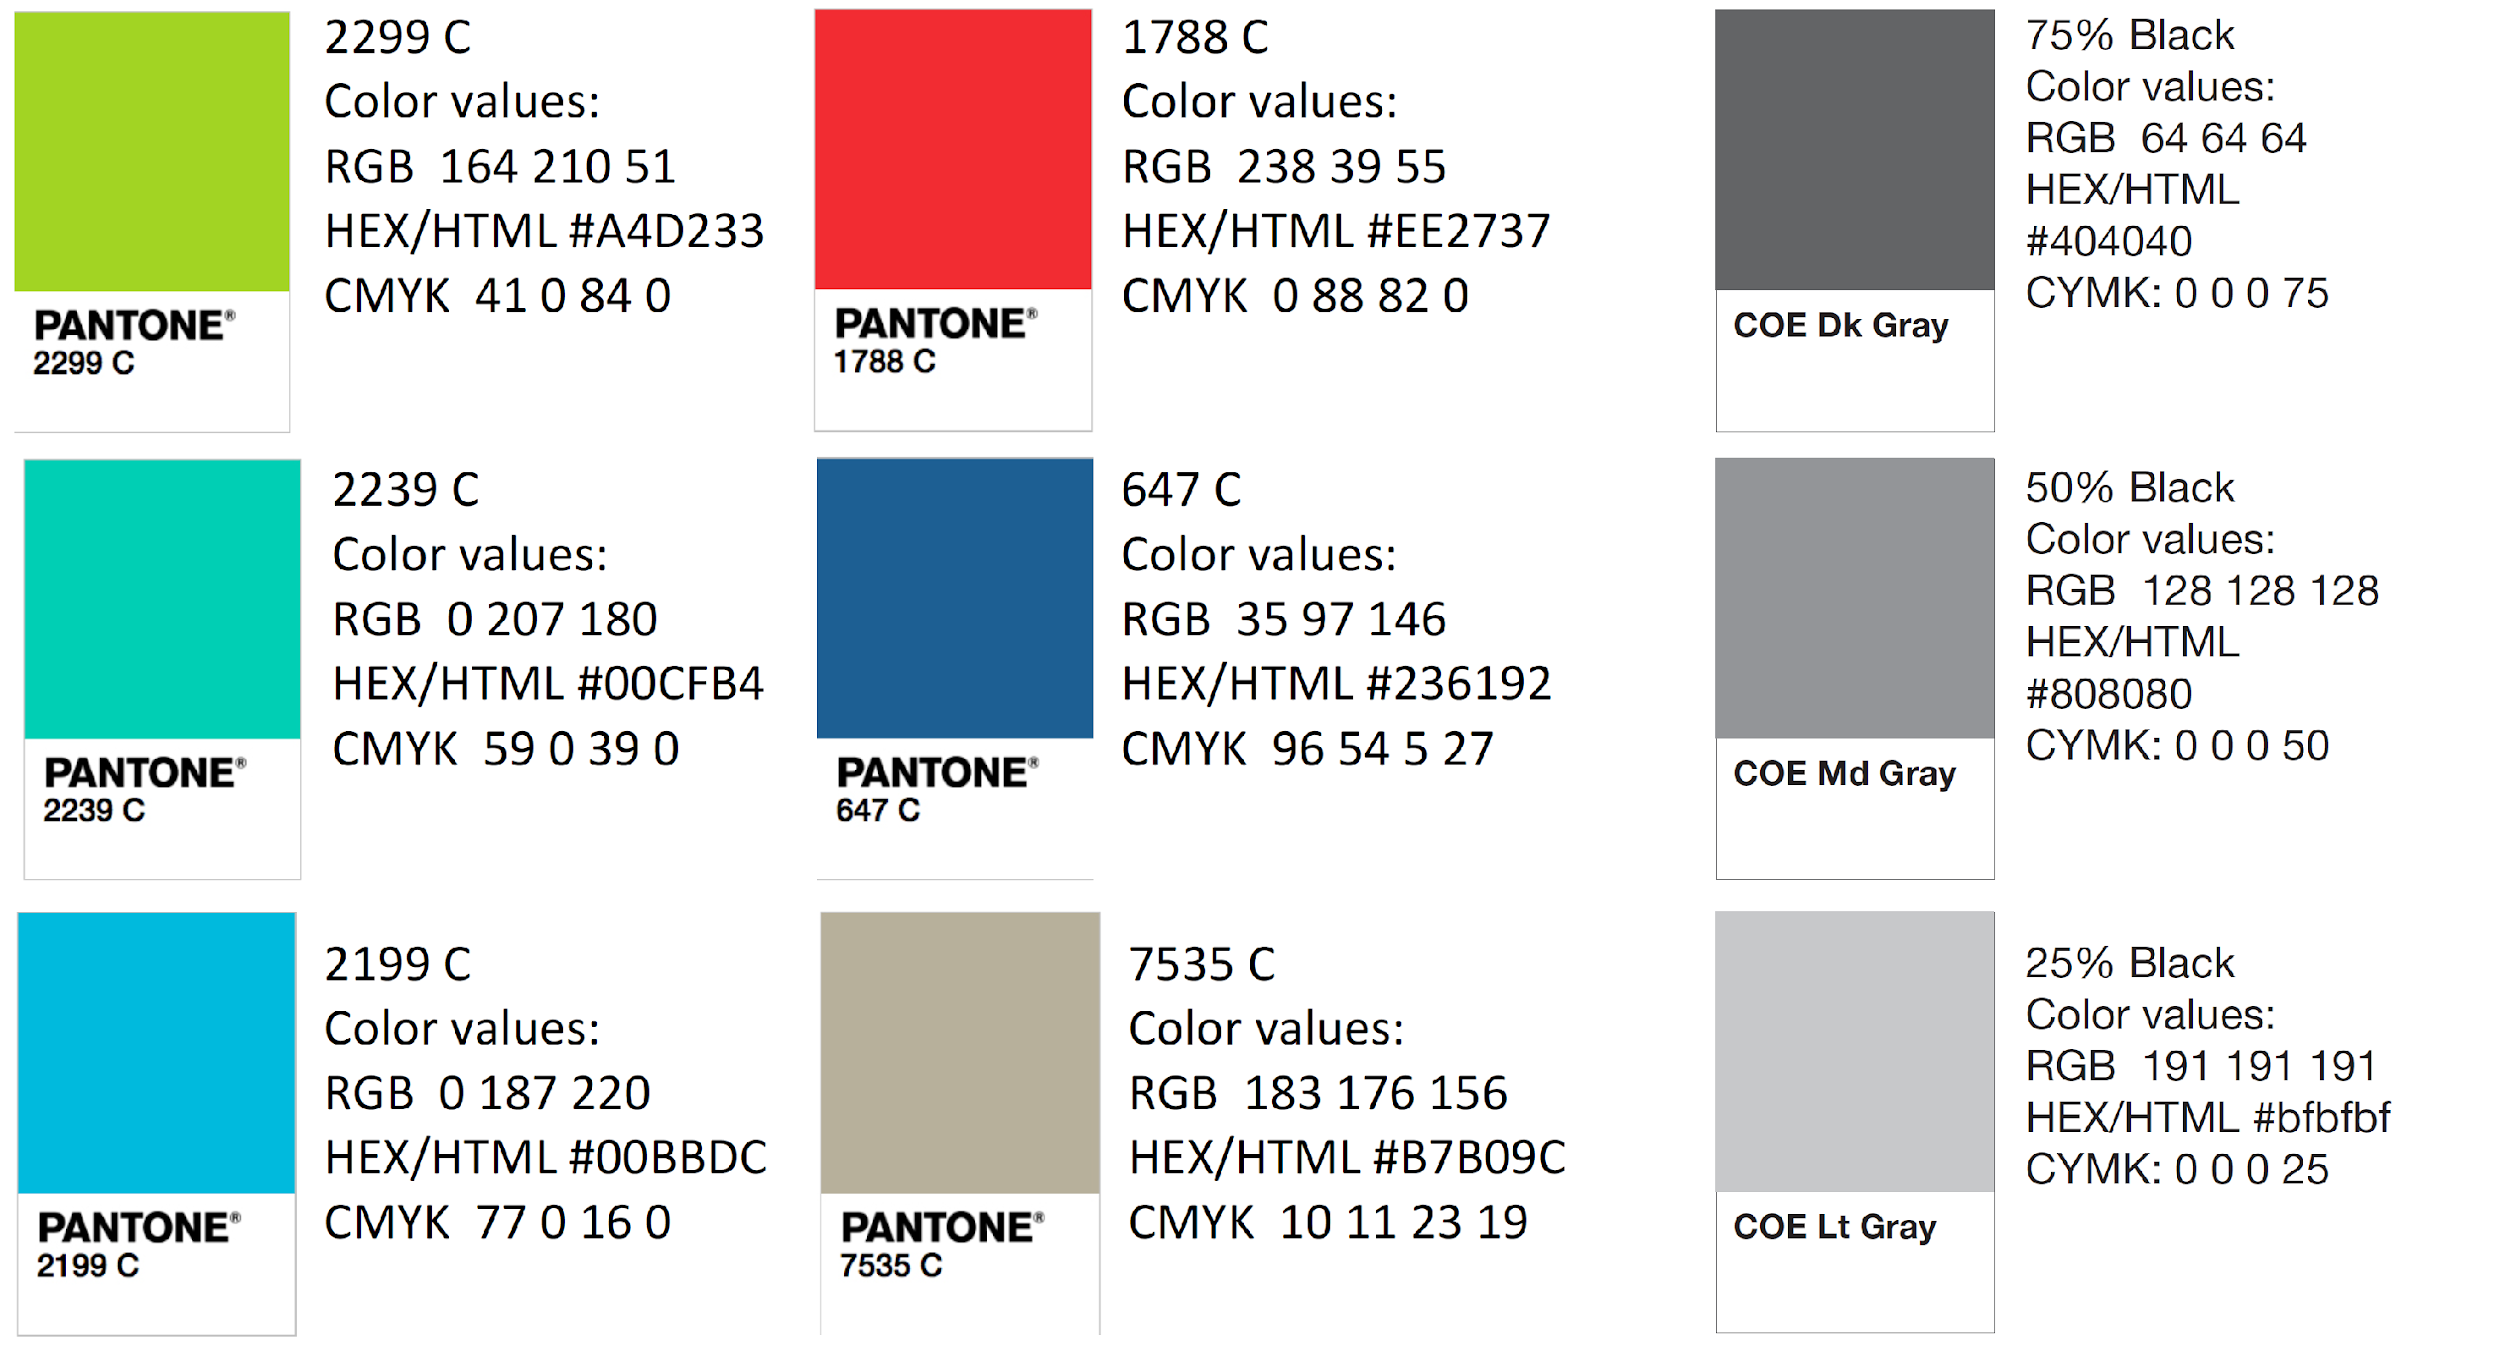 PANTONE®
2299 C
2299 C
Color values:
RGB 164 210 51
HEX/HTML #A4D233
CMYK 41 0 84 0
PANTONE®
1788 C
1788 C
Color values:
RGB 238 39 55
HEX/HTML #EE2737
CMYK 0 88 82 0
COE Dk Gray
75% Black
Color values:
RGB 64 64 64
HEX/HTML
#404040
CYMK: 0 0 0 75
PANTONE®
2239 C
2239 C
Color values:
RGB 0 207 180
HEX/HTML #00CFB4
CMYK 59 0 39 0
PANTONE®
647 C
647 C
Color values:
RGB 35 97 146
HEX/HTML #236192
CMYK 96 54 5 27
COE Md Gray
50% Black
Color values:
RGB 128 128 128
HEX/HTML
#808080
CYMK: 0 0 0 50
PANTONE®
2199 C
2199 C
Color values:
RGB 0 187 220
HEX/HTML #00BBDC
CMYK 77 0 16 0
PANTONE®
7535 C
7535 C
Color values:
RGB 183 176 156
HEX/HTML #B7B09C
CMYK 10 11 23 19
COE Lt Gray
25% Black
Color values:
RGB 191 191 191
HEX/HTML #bfbfbf
CYMK: 0 0 0 25